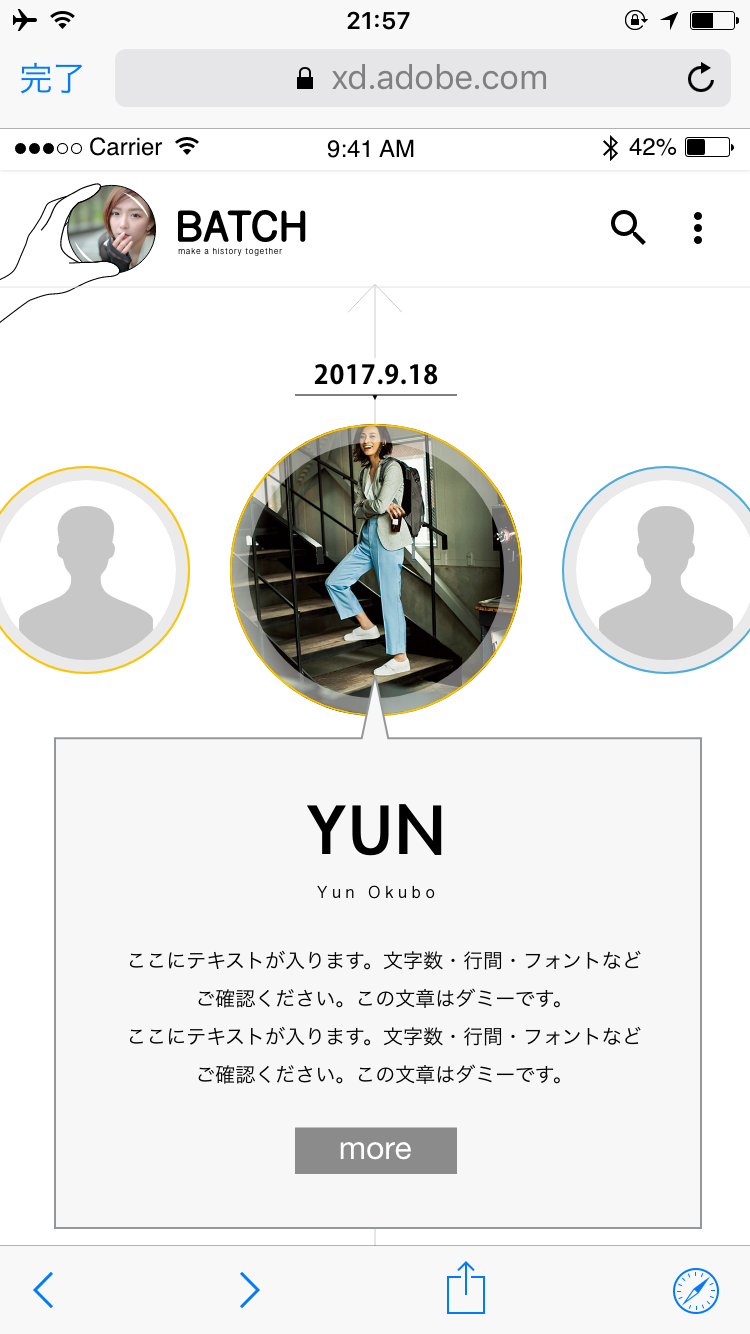 21:57
完了
xd.adobe.com
Carrier
9:41 AM
42%
BATCH
make a history together
2017.9.18
YUN
Yun Okubo
ここにテキストが入ります。文字数・行間・フォントなど
ご確認ください。この文章はダミーです。
ここにテキストが入ります。文字数・行間・フォントなど
ご確認ください。この文章はダミーです。
more